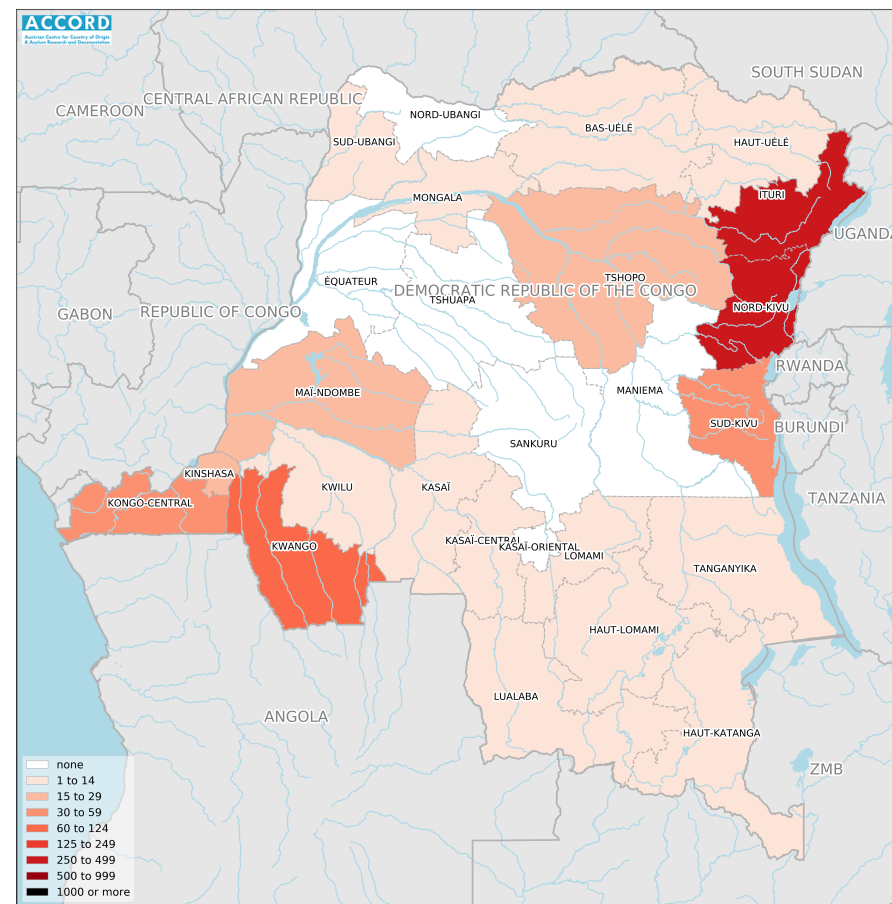 ACCORD
Austrian Centre for Country of Origin
& Asylum Research and Documentation
SOUTH SUDAN
CENTRAL AFRICAN REPUBLIC
CAMEROON
NORD-UBANGI
BAS-UÉLÉ
SUD-UBANGI
HAUT-UÉLÉ
ITURI
MONGALA
UGANDA
TSHOPO
ÉQUATEUR
DEMOCRATIC REPUBLIC OF THE CONGO
TSHUAPA
NORD-KIVU
GABON
REPUBLIC OF CONGO
RWANDA
MAÏ-NDOMBE
MANIEMA
SUD-KIVU
BURUNDI
SANKURU
KINSHASA
KWILU
KASAÏ
KONGO-CENTRAL
TANZANIA
KWANGO
KASAÏ-CENTRAL
KASAÏ-ORIENTAL
LOMAMI
TANGANYIKA
HAUT-LOMAMI
LUALABA
ANGOLA
HAUT-KATANGA
ZMB
none
1 to 14
15 to 29
30 to 59
60 to 124
125 to 249
250 to 499
500 to 999
1000 or more